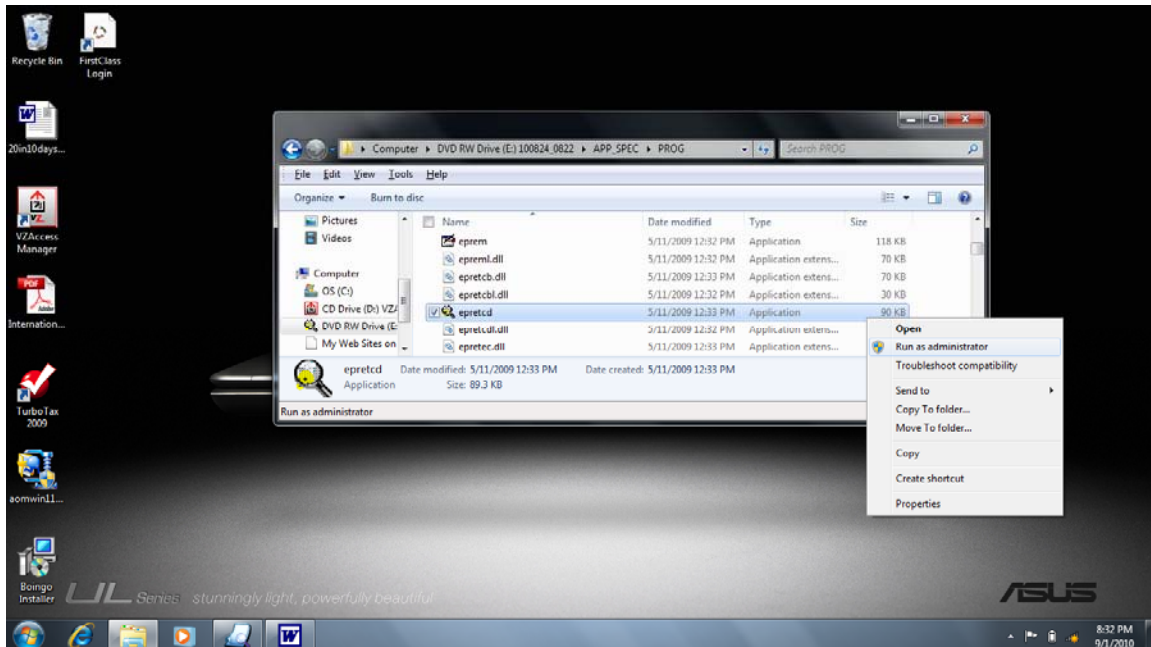 Recycle Bin
FirstClass
Login
20in10days...
VZAccess
Manager
PDF
Internation...
TurboTax
2009
aomwin11...
Boingo
Installer
Computer ▸ DVD RW Drive (E:) 100824_0822 ▸ APP_SPEC ▸ PROG
Search PROG
File Edit View Tools Help
Organize Burn to disc
Pictures
Videos
Computer
OS (C:)
CD Drive (D:) VZA
DVD RW Drive (E:
My Web Sites on
Name Date modified Type Size
eprem 5/11/2009 12:32 PM Application 118 KB
epreml.dll 5/11/2009 12:32 PM Application extens... 70 KB
epretcb.dll 5/11/2009 12:33 PM Application extens... 70 KB
epretcbl.dll 5/11/2009 12:32 PM Application extens... 30 KB
epretcd 5/11/2009 12:33 PM Application 90 KB
epretcdl.dll 5/11/2009 12:32 PM Application extens...
epretec.dll 5/11/2009 12:33 PM Application extens...
epretcd Date modified: 5/11/2009 12:33 PM Date created: 5/11/2009 12:33 PM
Application Size: 89.3 KB
Run as administrator
Open
Run as administrator
Troubleshoot compatibility
Send to
Copy To folder...
Move To folder...
Copy
Create shortcut
Properties
UL Series stunningly light, powerfully beautiful
ASUS
8:32 PM
9/1/2010